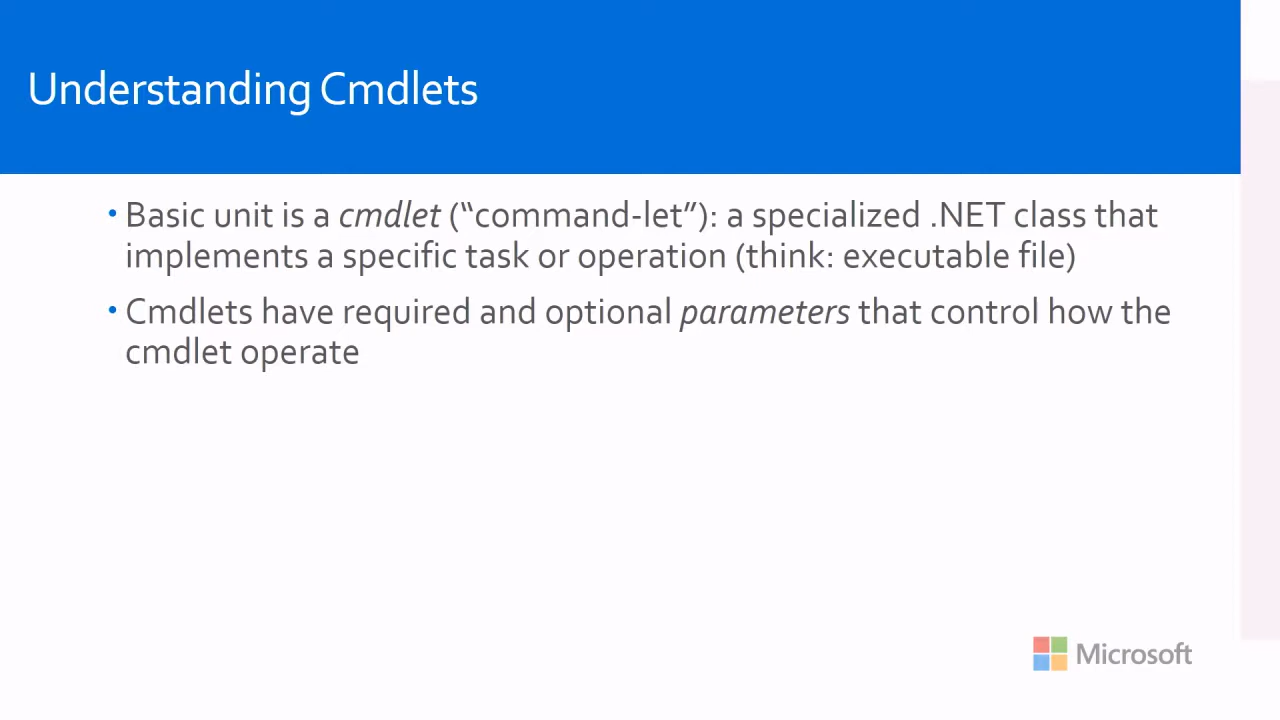 Understanding Cmdlets
• Basic unit is a cmdlet (“command-let”): a specialized .NET class that
implements a specific task or operation (think: executable file)
• Cmdlets have required and optional parameters that control how the
cmdlet operate
Microsoft